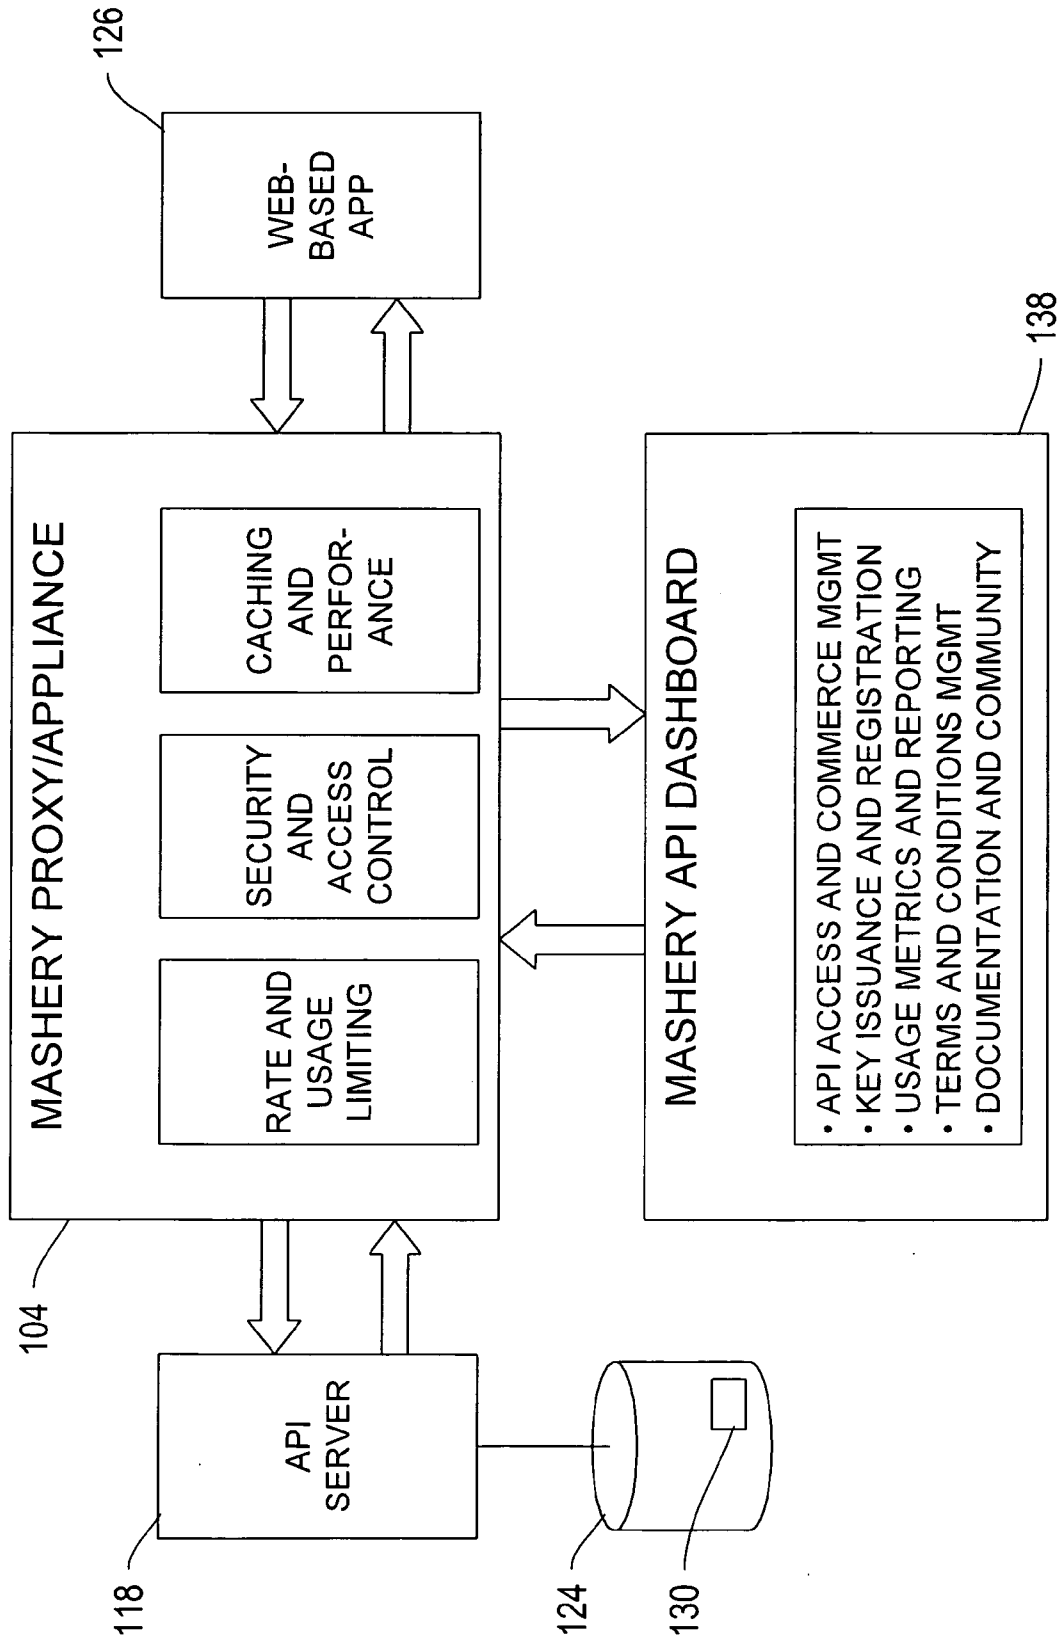 126
WEB-
BASED
APP
MASHERY PROXY/APPLIANCE
104
RATE AND
USAGE
LIMITING
SECURITY
AND
ACCESS
CONTROL
CACHING
AND
PERFOR-
ANCE
118
API
SERVER
124
130
MASHERY API DASHBOARD
138
• API ACCESS AND COMMERCE MGMT
• KEY ISSUANCE AND REGISTRATION
• USAGE METRICS AND REPORTING
• TERMS AND CONDITIONS MGMT
• DOCUMENTATION AND COMMUNITY